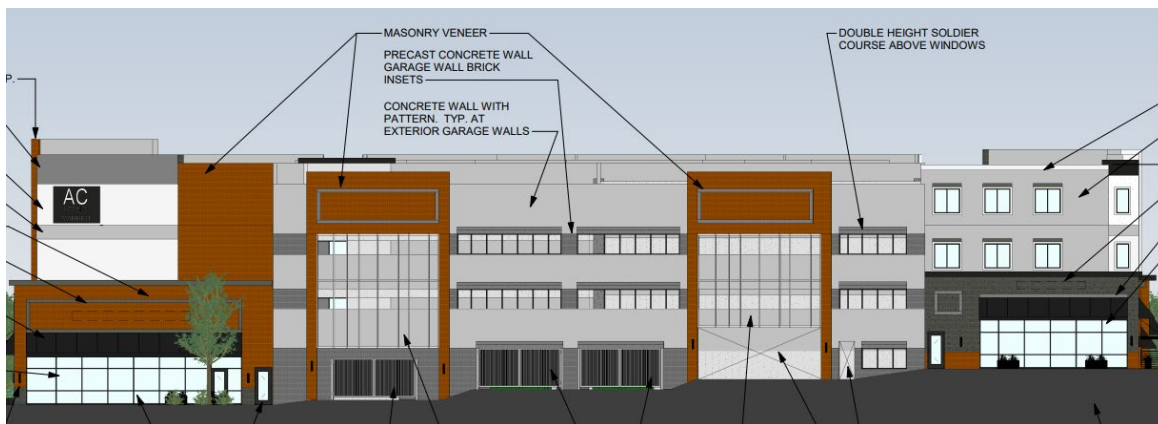 MASONRY VENEER
PRECAST CONCRETE WALL
GARAGE WALL BRICK
INSETS
CONCRETE WALL WITH
PATTERN. TYP. AT
EXTERIOR GARAGE WALLS
DOUBLE HEIGHT SOLDIER
COURSE ABOVE WINDOWS
P.
AC